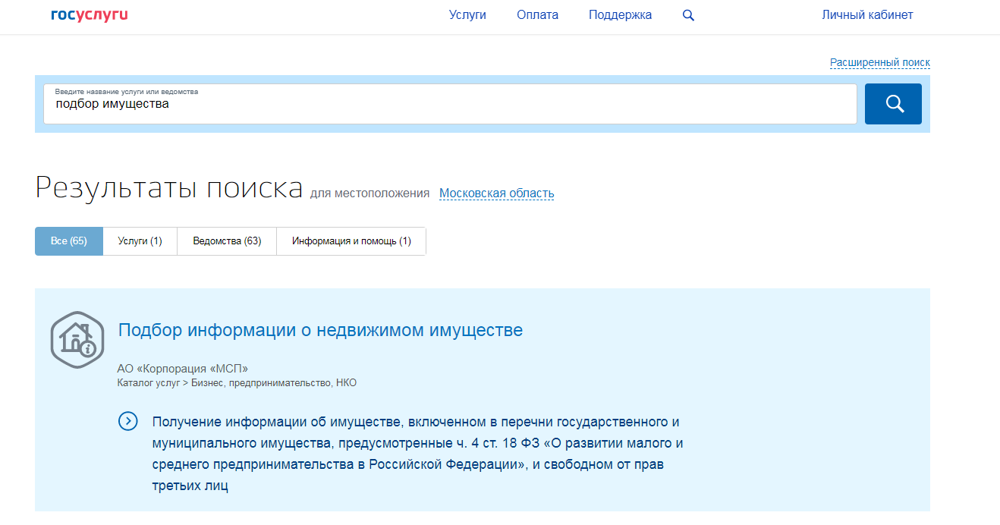 госуслуги
Услуги Оплата Поддержка Личный кабинет
Расширенный поиск
Введите название услуги или ведомства
подбор имущества
Результаты поиска для местоположения Московская область
Все (65) Услуги (1) Ведомства (63) Информация и помощь (1)
Подбор информации о недвижимом имуществе
АО «Корпорация «МСП»
Каталог услуг > Бизнес, предпринимательство, НКО
Получение информации об имуществе, включенном в перечни государственного и
муниципального имущества, предусмотренные ч. 4 ст. 18 ФЗ «О развитии малого и
среднего предпринимательства в Российской Федерации», и свободном от прав
третьих лиц